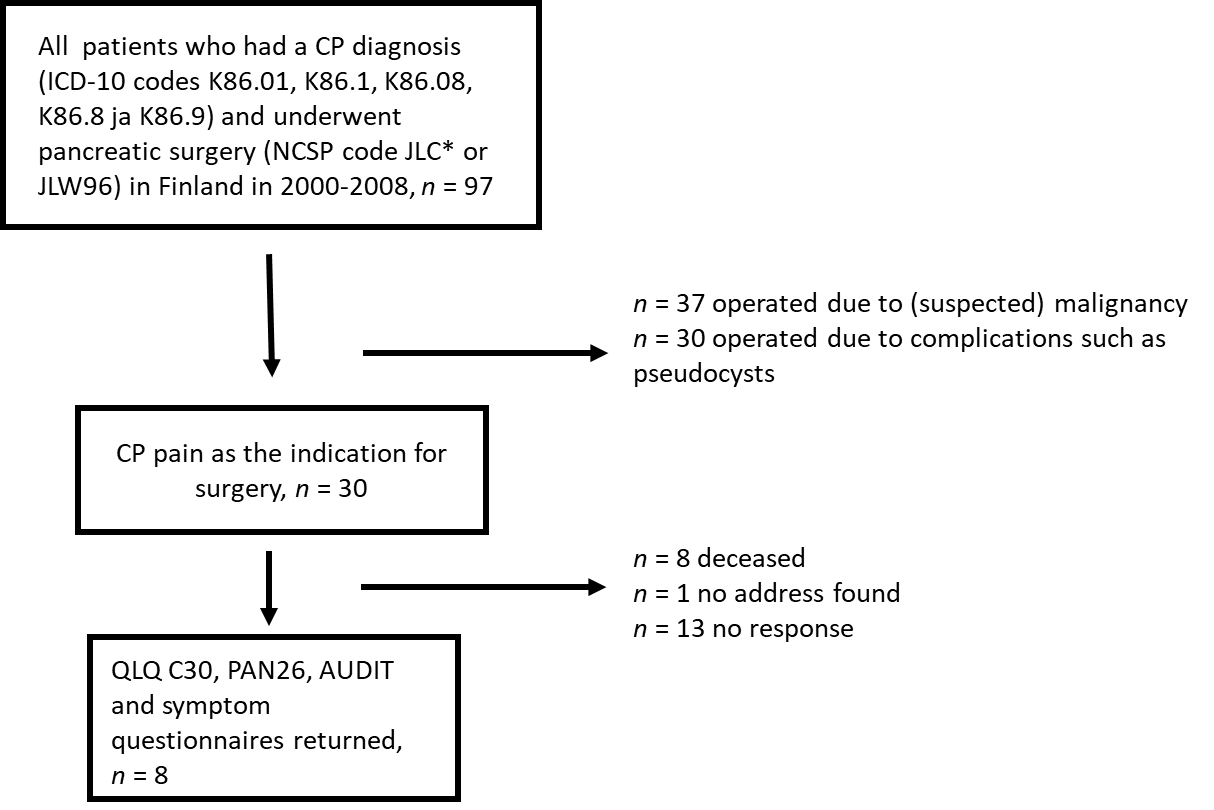 All patients who had a CP diagnosis
(ICD-10 codes K86.01, K86.1, K86.08,
K86.8 ja K86.9) and underwent
pancreatic surgery (NCSP code JLC* or
JLW96) in Finland in 2000-2008, n = 97
n = 37 operated due to (suspected) malignancy
n = 30 operated due to complications such as
pseudocysts
CP pain as the indication for
surgery, n = 30
n = 8 deceased
n = 1 no address found
n = 13 no response
QLQ C30, PAN26, AUDIT
and symptom
questionnaires returned,
n = 8